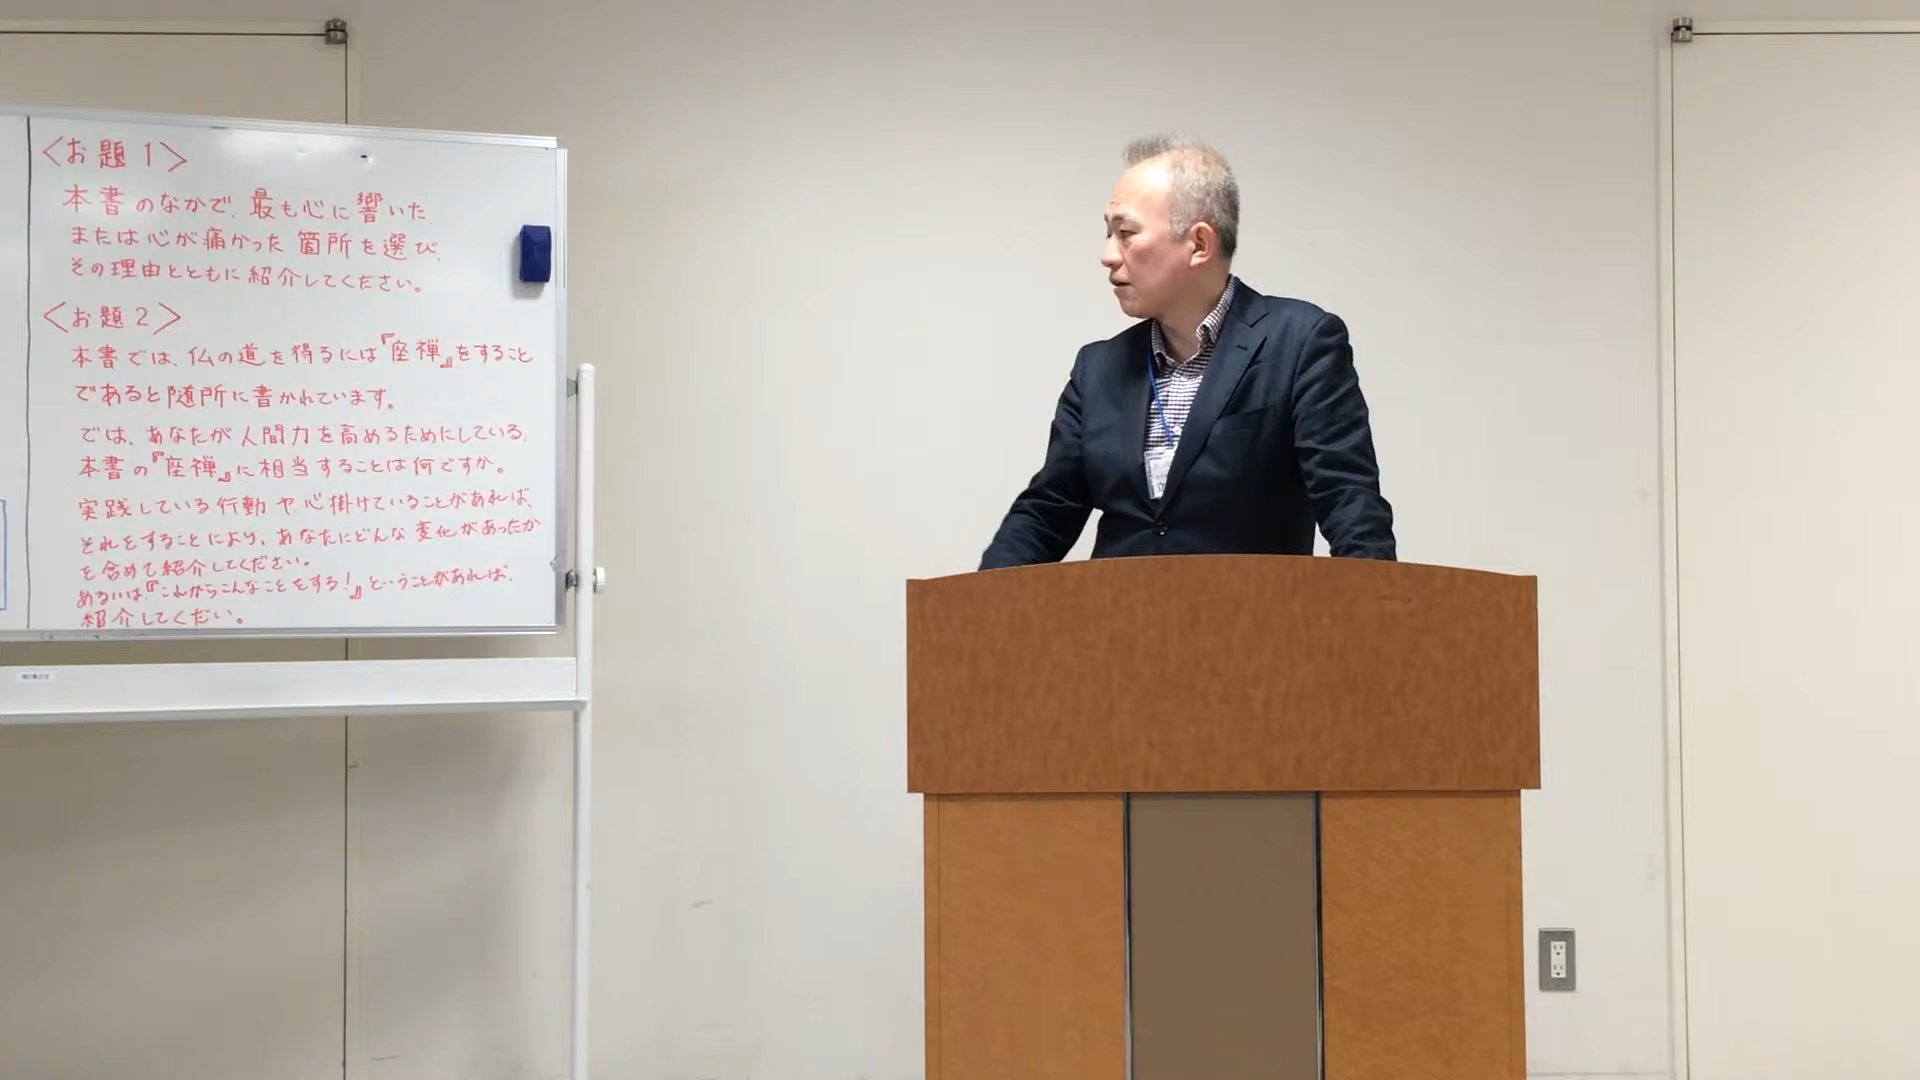 〈お題1〉
本書のなかで、最も心に響いた、
または心が痛かった箇所を選び、
その理由とともに紹介してください。
〈お題2〉
本書では、仏の道を得るには『座禅』をすること
であると随所に書かれています。
では、あなたが人間力を高めるためにしている、
本書の『座禅』に相当することは何ですか。
実践している行動や心掛けていることがあれば、
それをすることにより、あなたにどんな変化があったか
を含めて紹介してください。
あるいは、『これからこんなことをする!』ということがあれば、
紹介してくだい。